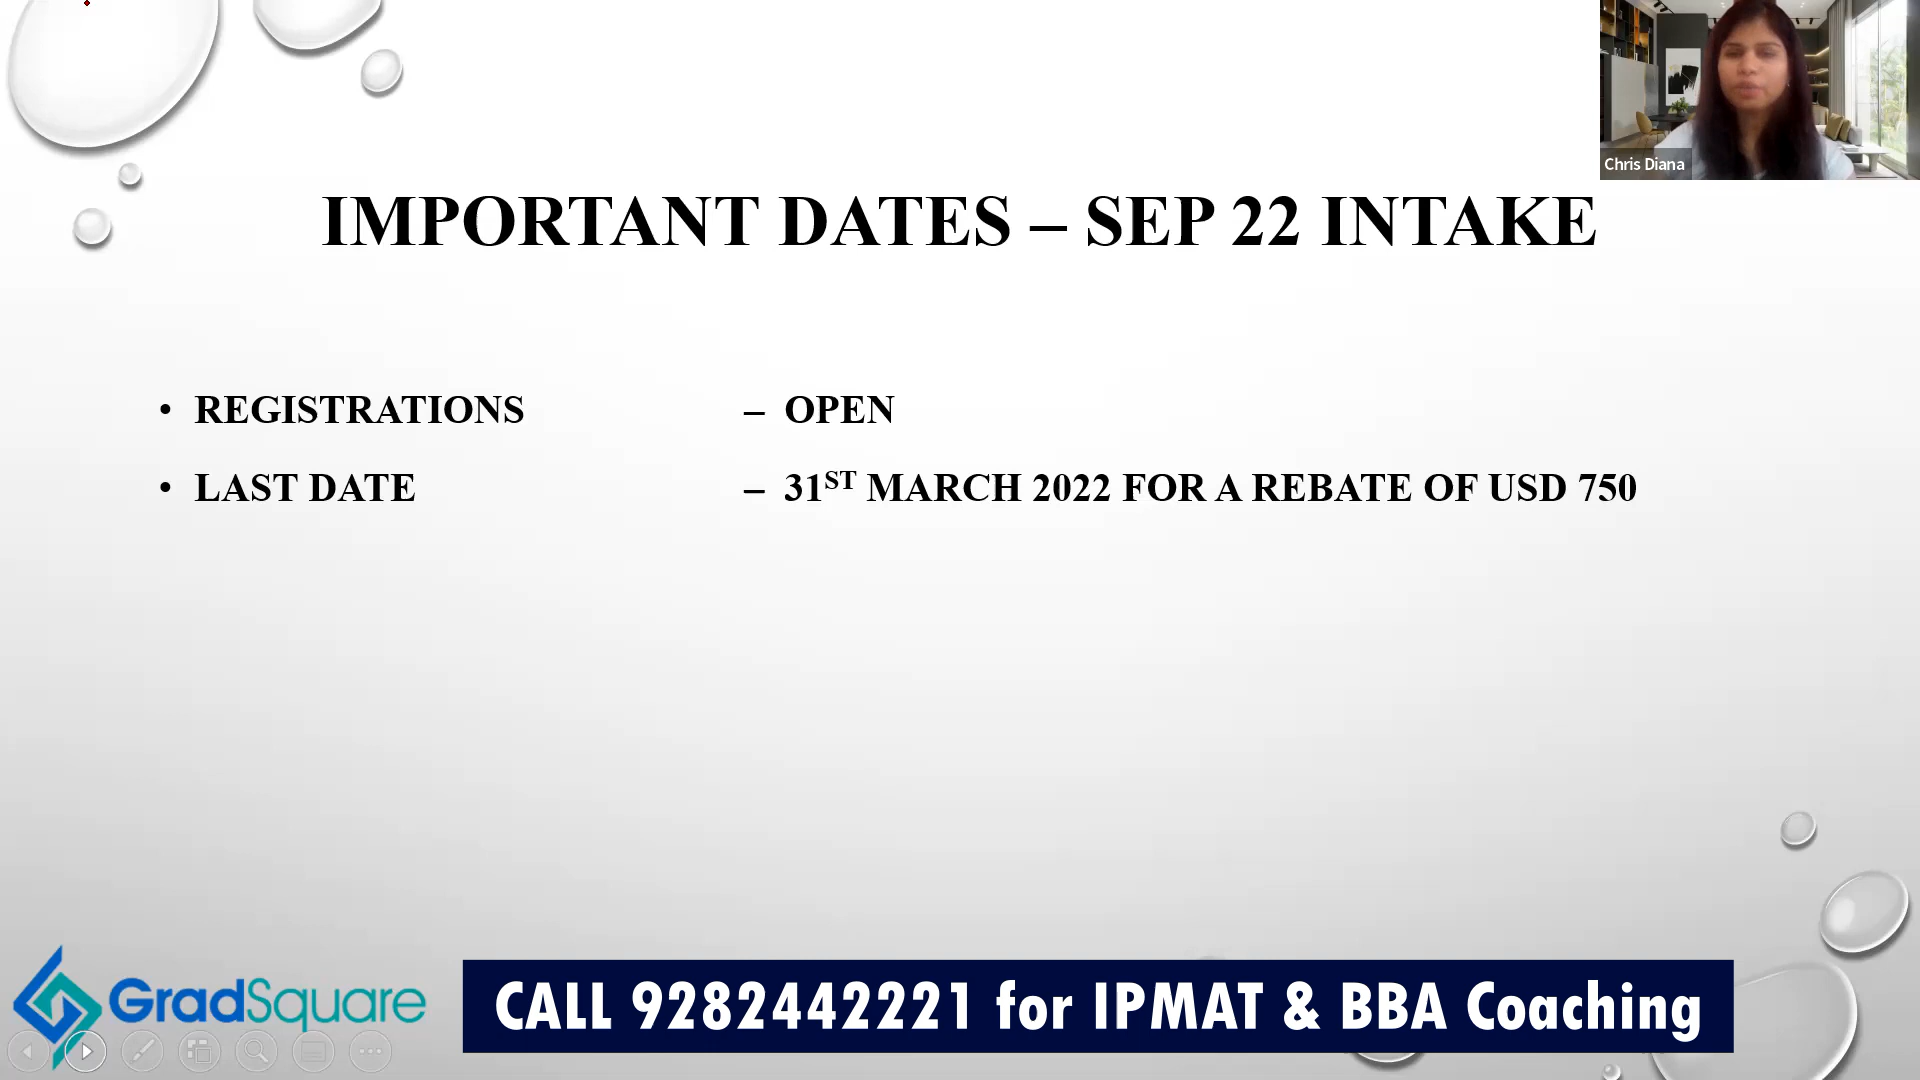 Chris Diana
IMPORTANT DATES – SEP 22 INTAKE
• REGISTRATIONS – OPEN
• LAST DATE – 31ST MARCH 2022 FOR A REBATE OF USD 750
GradSquare
CALL 9282442221 for IPMAT & BBA Coaching